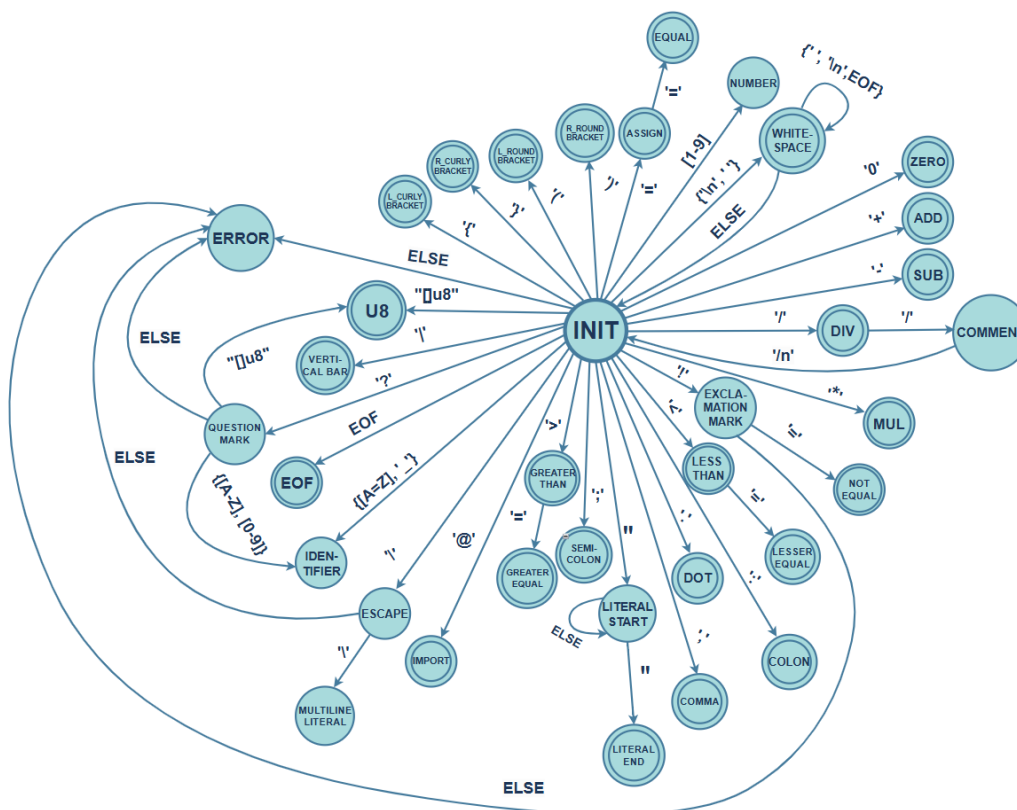 EQUAL
{' ', '\n',EOF}
'='
NUMBER
R_ROUND
BRACKET
ASSIGN
WHITE-
SPACE
L_ROUND
BRACKET
R_CURLY
BRACKET
L_CURLY
BRACKET
[1-9]
ZERO
'0'
')'
'='
{'\n',' '}
'('
'}'
'{'
ELSE
ADD
'+'
ERROR
ELSE
SUB
'-'
"[]u8"
U8
INIT
'/'
DIV
'/'
COMMEN
'/n'
'|'
VERTI-
CAL BAR
ELSE
"[]u8"
'?'
'!'
EXCLA-
MATION
MARK
'*'
MUL
'<'
QUESTION
MARK
EOF
'>'
'='
ELSE
EOF
{[A=Z],'_'}
GREATER
THAN
LESS
THAN
NOT
EQUAL
{[A-Z], [0-9]}
'='
';'
'='
'@'
"
'.'
SEMI-
COLON
LESSER
EQUAL
IDEN-
TIFIER
'\'
GREATER
EQUAL
DOT
':'
ESCAPE
LITERAL
START
ELSE
','
'\'
IMPORT
COLON
"
MULTILINE
LITERAL
COMMA
LITERAL
END
ELSE